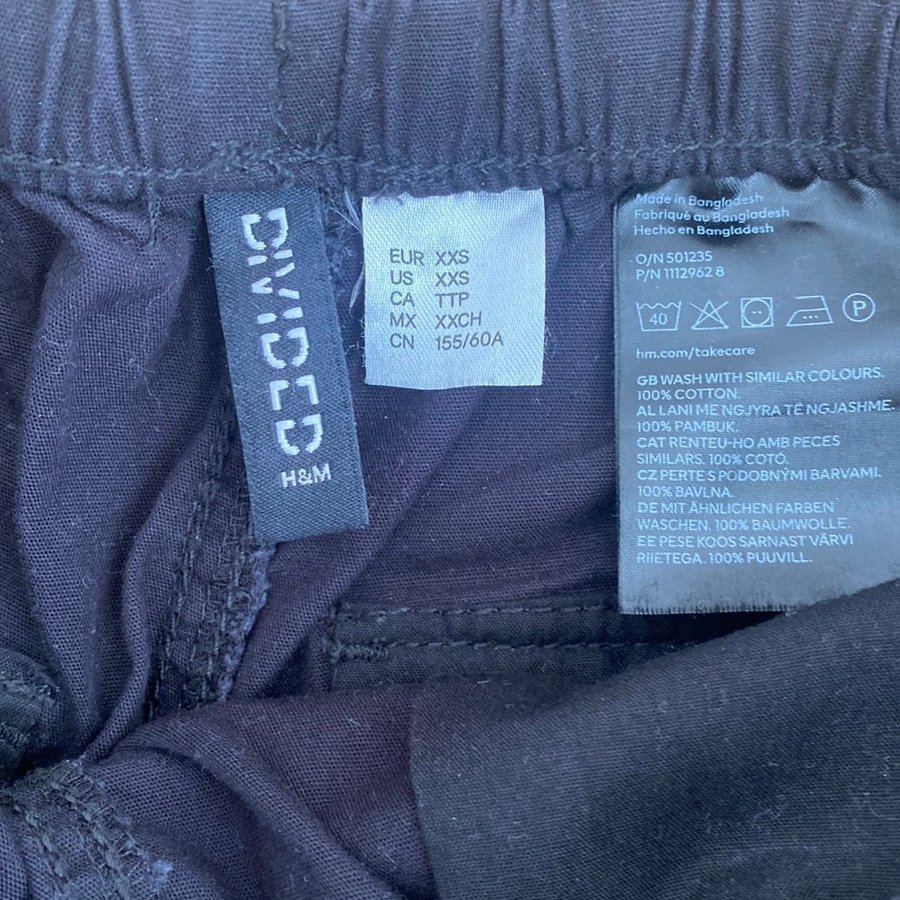 DIVIDED
H&M
EUR XXS
US XXS
CA TTP
MX XXCH
CN 155/60A
Made in Bangladesh
Fabriqué au Bangladesh
Hecho en Bangladesh
O/N 501235
P/N 1112962 8
40
P
hm.com/takecare
GB WASH WITH SIMILAR COLOURS.
100% COTTON.
AL LANI ME NGJYRA TË NGJASHME.
100% PAMBUK.
CAT RENTEU-HO AMB PECES
SIMILARS. 100% COTÓ.
CZ PERTE S PODOBNÝMI BARVAMI.
100% BAVLNA.
DE MIT ÄHNLICHEN FARBEN
WASCHEN. 100% BAUMWOLLE.
EE PESE KOOS SARNAST VÄRVI
RIIETEGA. 100% PUUVILL.